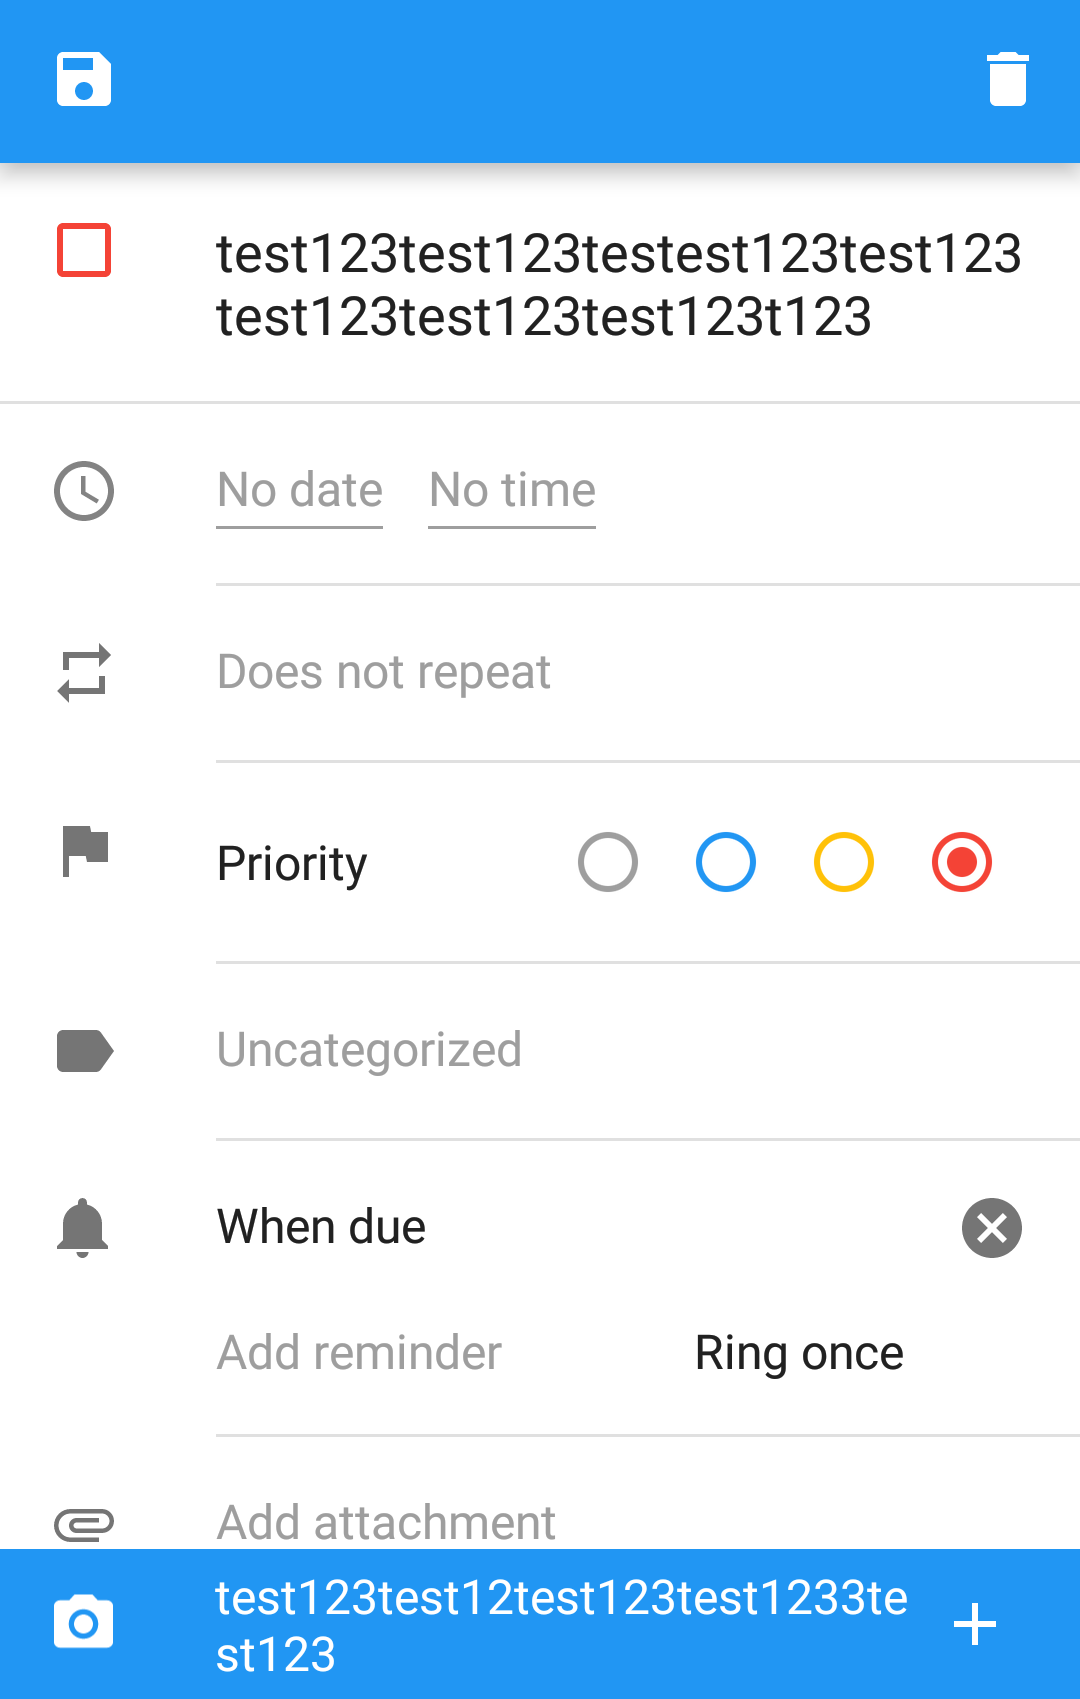 test123test123testest123test123
test123test123test123t123
No date No time
Does not repeat
Priority
Uncategorized
When due
Add reminder Ring once
Add attachment
test123test12test123test1233te
st123